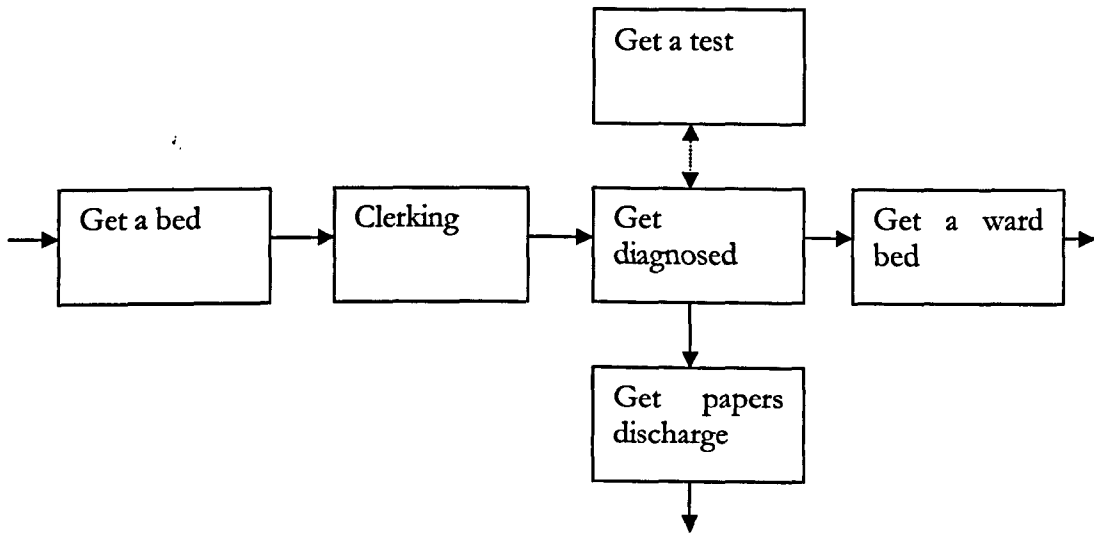 Get a test
Get a bed
Clerking
Get
diagnosed
Get a ward
bed
Get papers
discharge